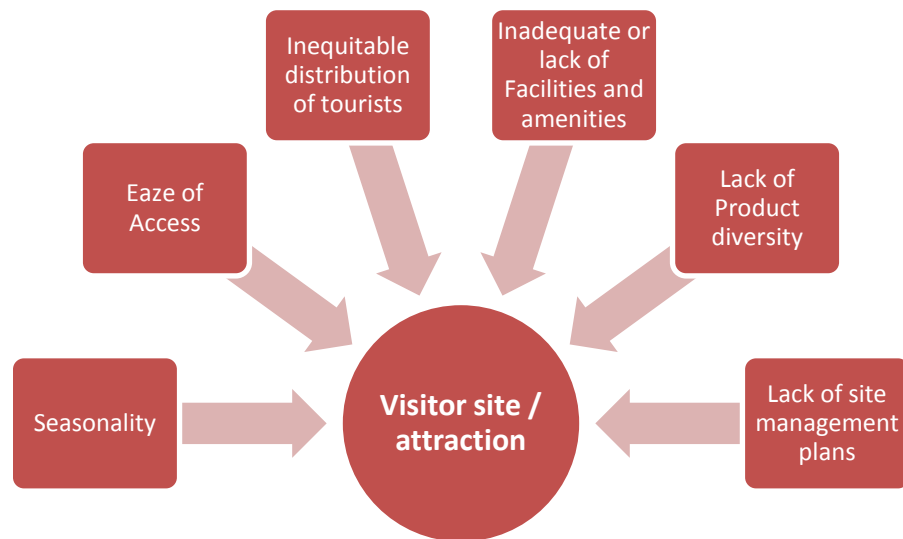 Inequitable
distribution
of tourists
Inadequate or
lack of
Facilities and
amenities
Eaze of
Access
Lack of
Product
diversity
Seasonality
Visitor site /
attraction
Lack of site
management
plans